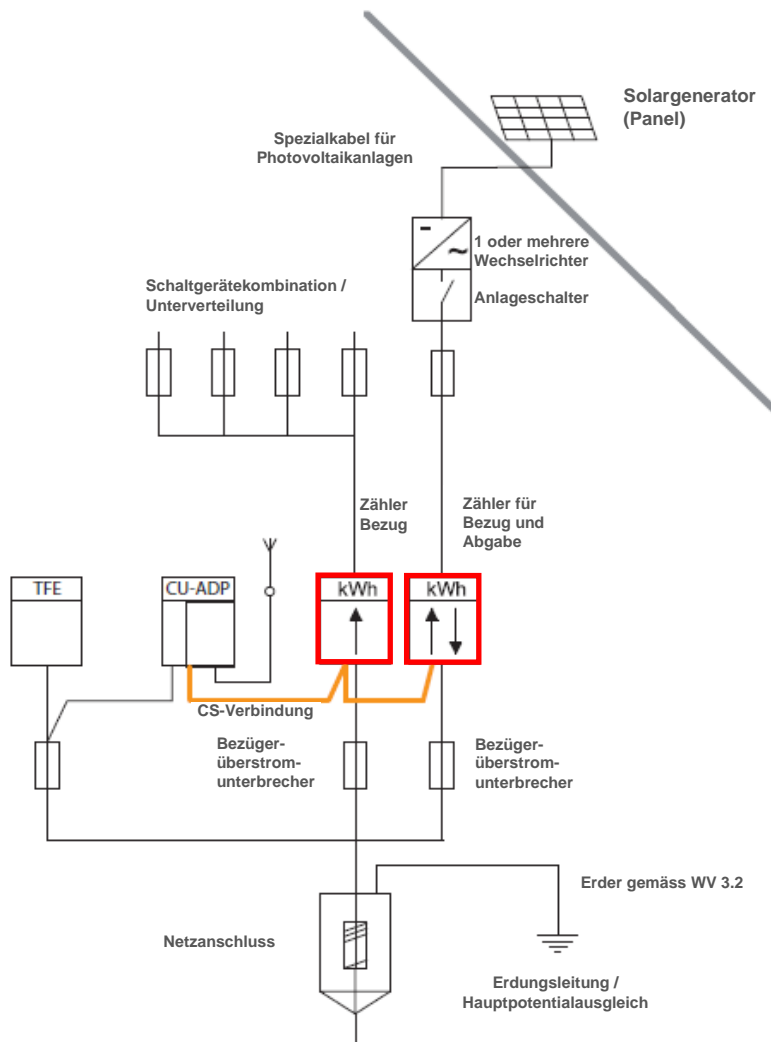 Solargenerator
(Panel)
Spezialkabel für
Photovoltaikanlagen
-
~
1 oder mehrere
Wechselrichter
Schaltgerätekombination /
Unterverteilung
Anlageschalter
Zähler
Bezug
Zähler für
Bezug und
Abgabe
TFE
CU-ADP
kWh
kWh
CS-Verbindung
Bezüger-
überstrom-
unterbrecher
Bezüger-
überstrom-
unterbrecher
Erder gemäss WV 3.2
Netzanschluss
Erdungsleitung /
Hauptpotentialausgleich